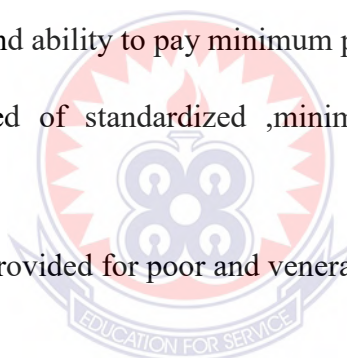 nd ability to pay minimum p
ed of standardized ,minim
rovided for poor and venera
EDUCATION FOR SERVICE